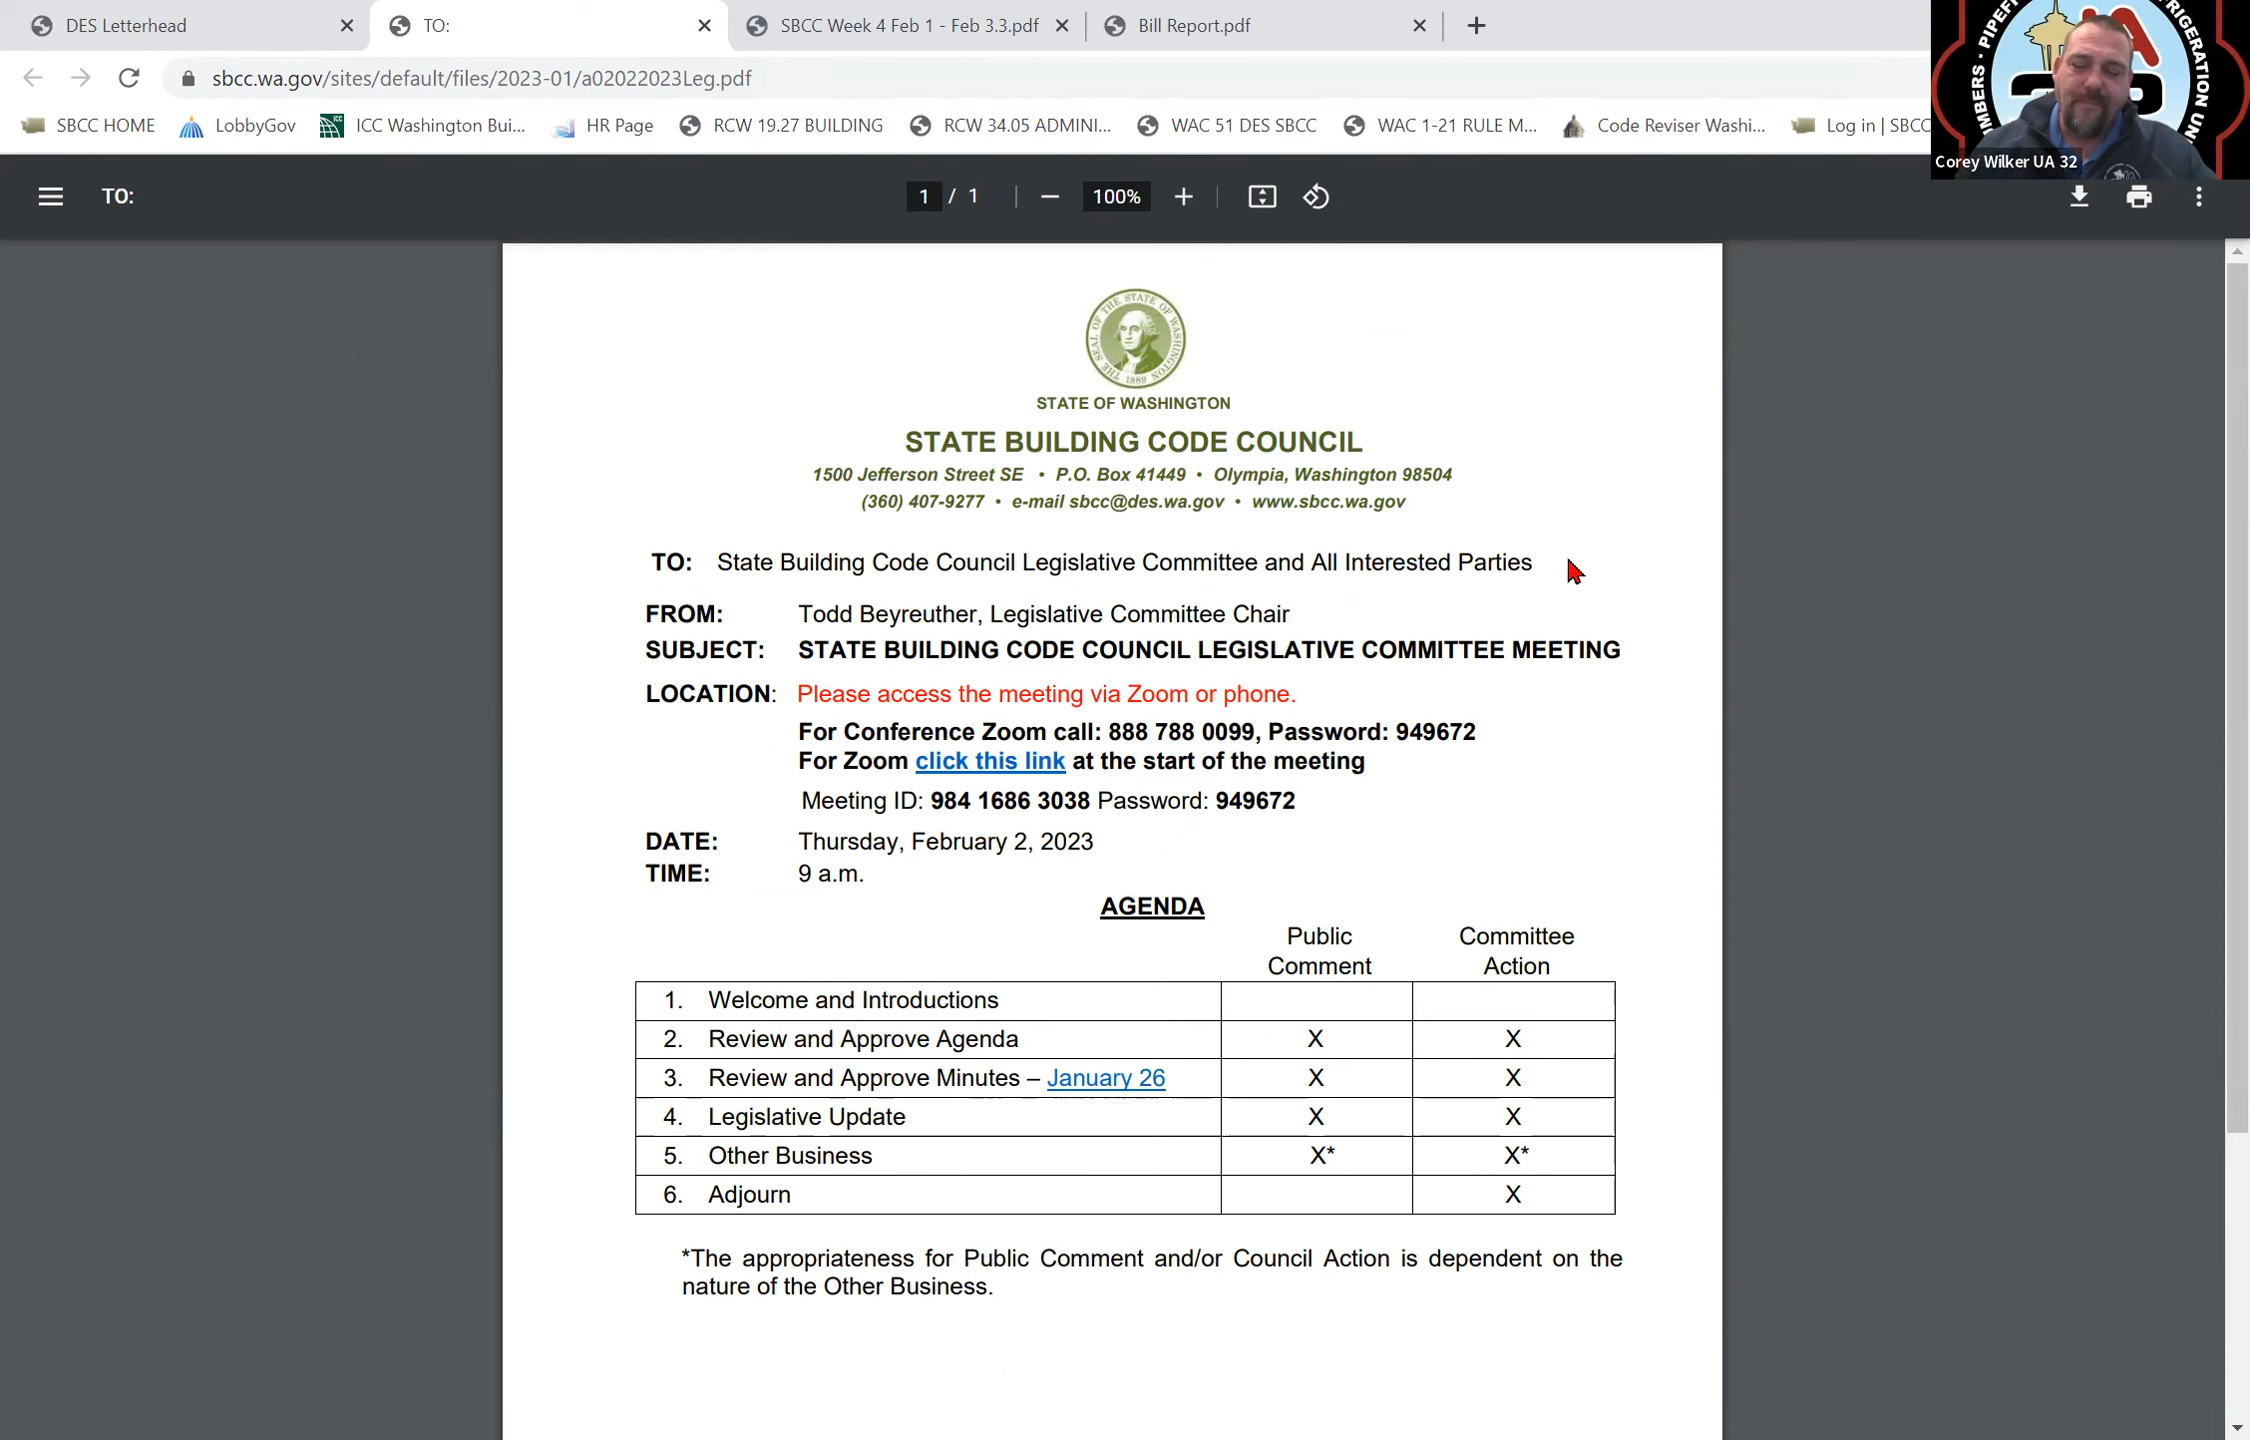 DES Letterhead
TO:
SBCC Week 4 Feb 1 - Feb 3.3.pdf
Bill Report.pdf
sbcc.wa.gov/sites/default/files/2023-01/a02022023Leg.pdf
SBCC HOME
LobbyGov
ICC Washington Bui...
HR Page
RCW 19.27 BUILDING
RCW 34.05 ADMINI...
WAC 51 DES SBCC
WAC 1-21 RULE M...
Code Reviser Washi...
Log in | SBCC
Corey Wilker UA 32
TO:
1 / 1
100%
THE SEAL OF THE STATE OF WASHINGTON
1889
STATE OF WASHINGTON
STATE BUILDING CODE COUNCIL
1500 Jefferson Street SE • P.O. Box 41449 • Olympia, Washington 98504
(360) 407-9277 • e-mail sbcc@des.wa.gov • www.sbcc.wa.gov
TO: State Building Code Council Legislative Committee and All Interested Parties
FROM: Todd Beyreuther, Legislative Committee Chair
SUBJECT: STATE BUILDING CODE COUNCIL LEGISLATIVE COMMITTEE MEETING
LOCATION: Please access the meeting via Zoom or phone.
For Conference Zoom call: 888 788 0099, Password: 949672
For Zoom click this link at the start of the meeting
Meeting ID: 984 1686 3038 Password: 949672
DATE: Thursday, February 2, 2023
TIME: 9 a.m.
AGENDA
Public Comment
Committee Action
1. Welcome and Introductions
2. Review and Approve Agenda X X
3. Review and Approve Minutes – January 26 X X
4. Legislative Update X X
5. Other Business X* X*
6. Adjourn X
*The appropriateness for Public Comment and/or Council Action is dependent on the
nature of the Other Business.